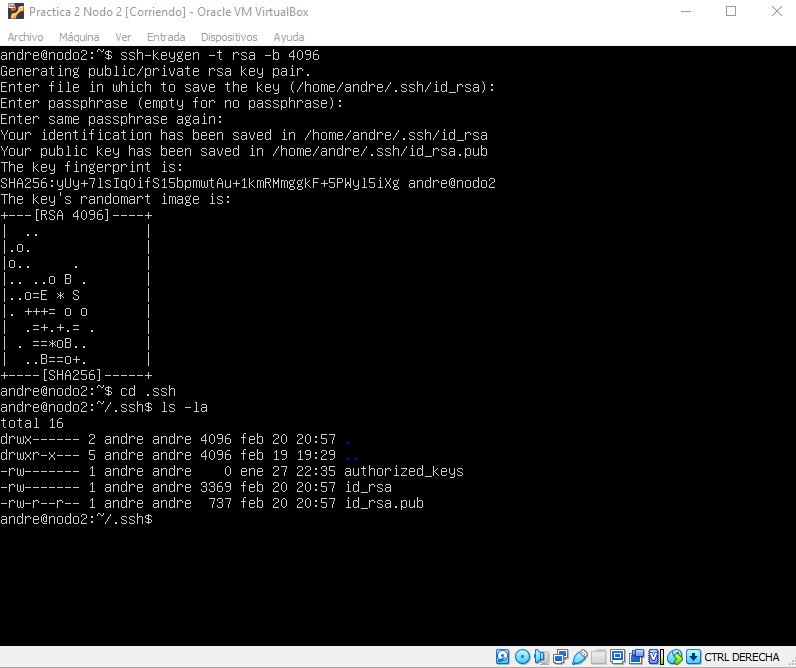 Practica 2 Nodo 2 [Corriendo] - Oracle VM VirtualBox
Archivo Máquina Ver Entrada Dispositivos Ayuda
andre@nodo2:~$ ssh-keygen -t rsa -b 4096
Generating public/private rsa key pair.
Enter file in which to save the key (/home/andre/.ssh/id_rsa):
Enter passphrase (empty for no passphrase):
Enter same passphrase again:
Your identification has been saved in /home/andre/.ssh/id_rsa
Your public key has been saved in /home/andre/.ssh/id_rsa.pub
The key fingerprint is:
SHA256:yUy+7lsIqOifS15bpmwtAu+1kmRMmggkF+5PWyl5iXg andre@nodo2
The key's randomart image is:
+---[RSA 4096]----+
|  ..             |
|.o.              |
|o..     .        |
|.. ..o B .       |
|..o=E * S        |
|. +++= o o       |
|  .=+.+.= .      |
| . ==*oB..       |
|  ..B==o+.       |
+----[SHA256]-----+
andre@nodo2:~$ cd .ssh
andre@nodo2:~/.ssh$ ls -la
total 16
drwx------ 2 andre andre 4096 feb 20 20:57 .
drwxr-x--- 5 andre andre 4096 feb 19 19:29 ..
-rw------- 1 andre andre    0 ene 27 22:35 authorized_keys
-rw------- 1 andre andre 3369 feb 20 20:57 id_rsa
-rw-r--r-- 1 andre andre  737 feb 20 20:57 id_rsa.pub
andre@nodo2:~/.ssh$
CTRL DERECHA